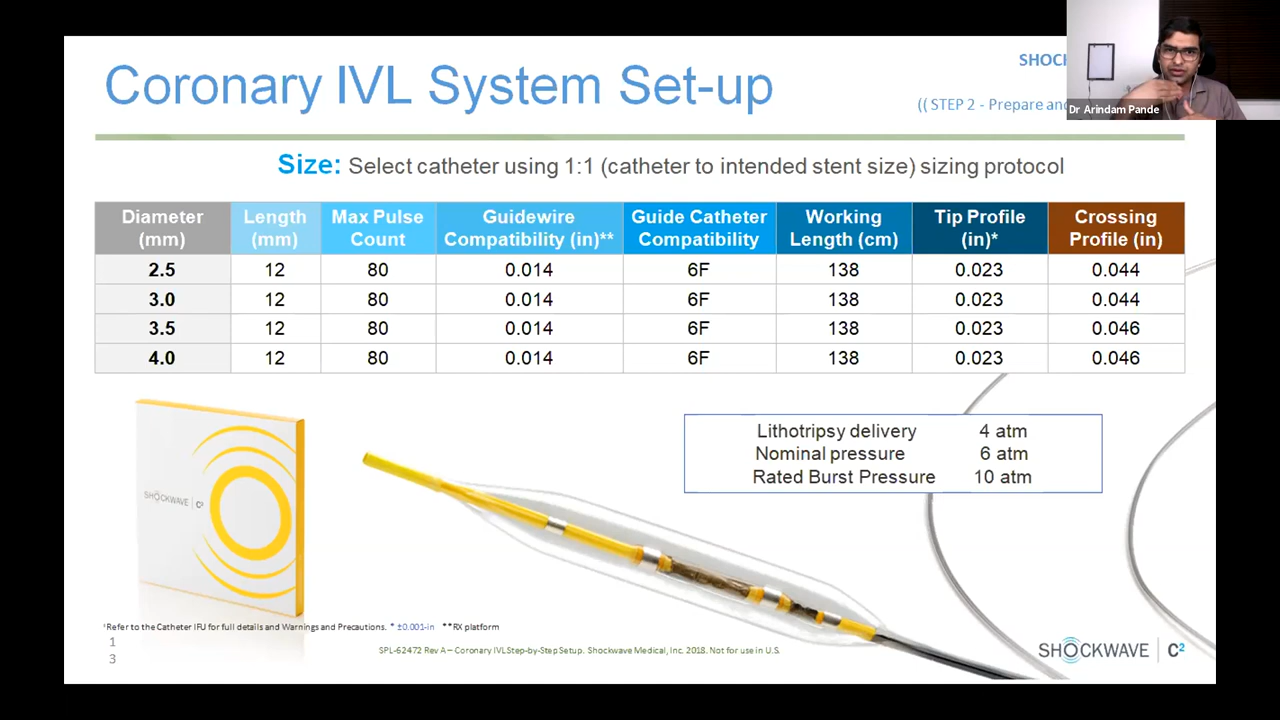 Coronary IVL System Set-up
SHOC
(( STEP 2 - Prepare and
Dr Arindam Pande
Size: Select catheter using 1:1 (catheter to intended stent size) sizing protocol
Diameter (mm) Length (mm) Max Pulse Count Guidewire Compatibility (in)** Guide Catheter Compatibility Working Length (cm) Tip Profile (in)* Crossing Profile (in)
2.5 12 80 0.014 6F 138 0.023 0.044
3.0 12 80 0.014 6F 138 0.023 0.044
3.5 12 80 0.014 6F 138 0.023 0.046
4.0 12 80 0.014 6F 138 0.023 0.046
Lithotripsy delivery 4 atm
Nominal pressure 6 atm
Rated Burst Pressure 10 atm
SHOCKWAVE | C²
¹Refer to the Catheter IFU for full details and Warnings and Precautions. * ±0.001-in **RX platform
1
3
SPL-62472 Rev A – Coronary IVL Step-by-Step Setup. Shockwave Medical, Inc. 2018. Not for use in U.S.
SHOCKWAVE | C²